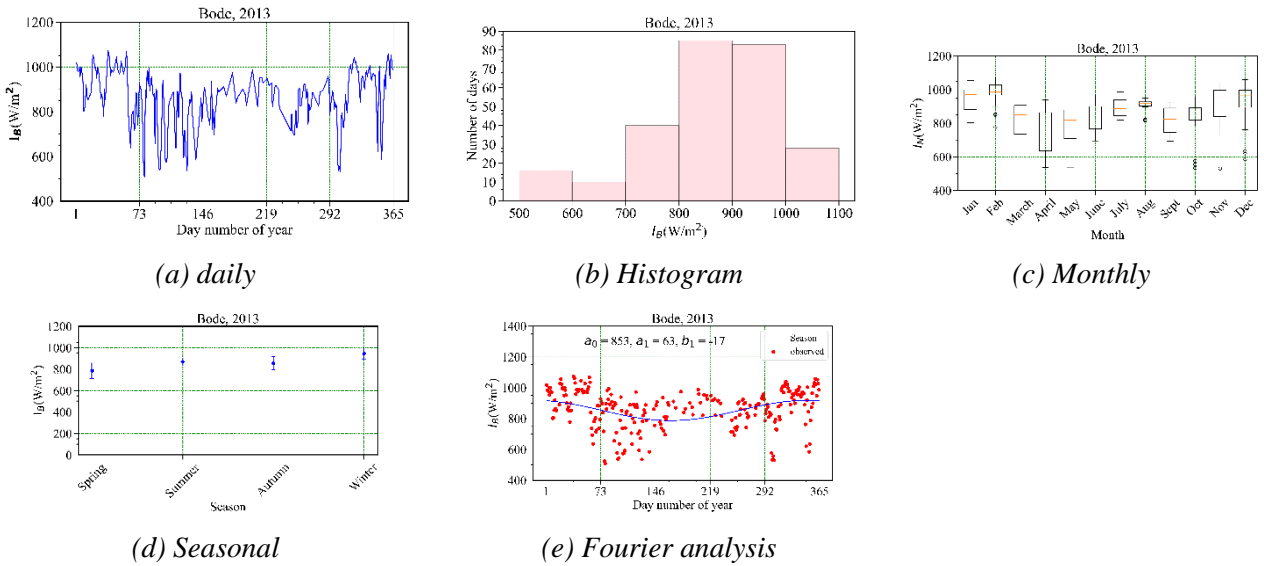 Bode, 2013
1200
1000
800
600
400
I_B(W/m²)
1 73 146 219 292 365
Day number of year
(a) daily
Bode, 2013
90
80
70
60
50
40
30
20
10
0
Number of days
500 600 700 800 900 1000 1100
I_B(W/m²)
(b) Histogram
Bode, 2013
1200
1000
800
600
400
I_N(W/m²)
Jan Feb March April May June July Aug Sept Oct Nov Dec
Month
(c) Monthly
Bode, 2013
1200
1000
800
600
400
200
0
I_B(W/m²)
Spring Summer Autumn Winter
Season
(d) Seasonal
Bode, 2013
1400
1200
1000
800
600
400
I_B(W/m²)
a₀ = 853, a₁ = 63, b₁ = -17
Season
observed
1 73 146 219 292 365
Day number of year
(e) Fourier analysis